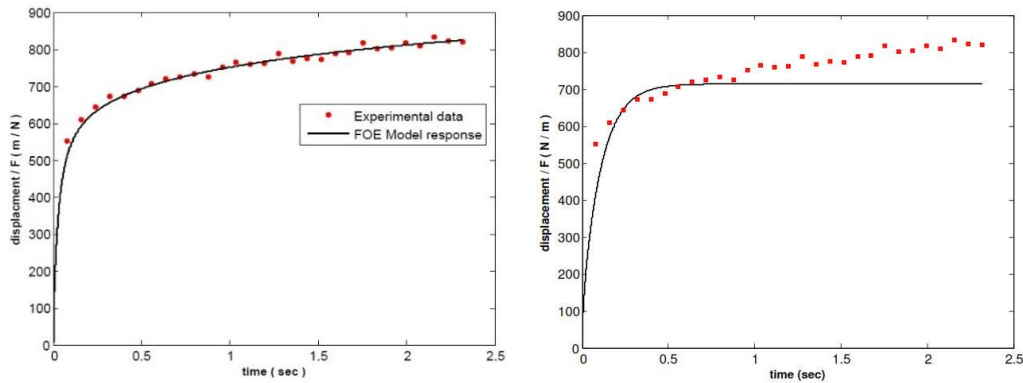 900
800
700
600
500
400
300
200
100
0
displacment / F ( m / N )
Experimental data
FOE Model response
0 0.5 1 1.5 2 2.5
time ( sec )
900
800
700
600
500
400
300
200
100
0
displacement / F ( N / m )
0 0.5 1 1.5 2 2.5
time (sec)